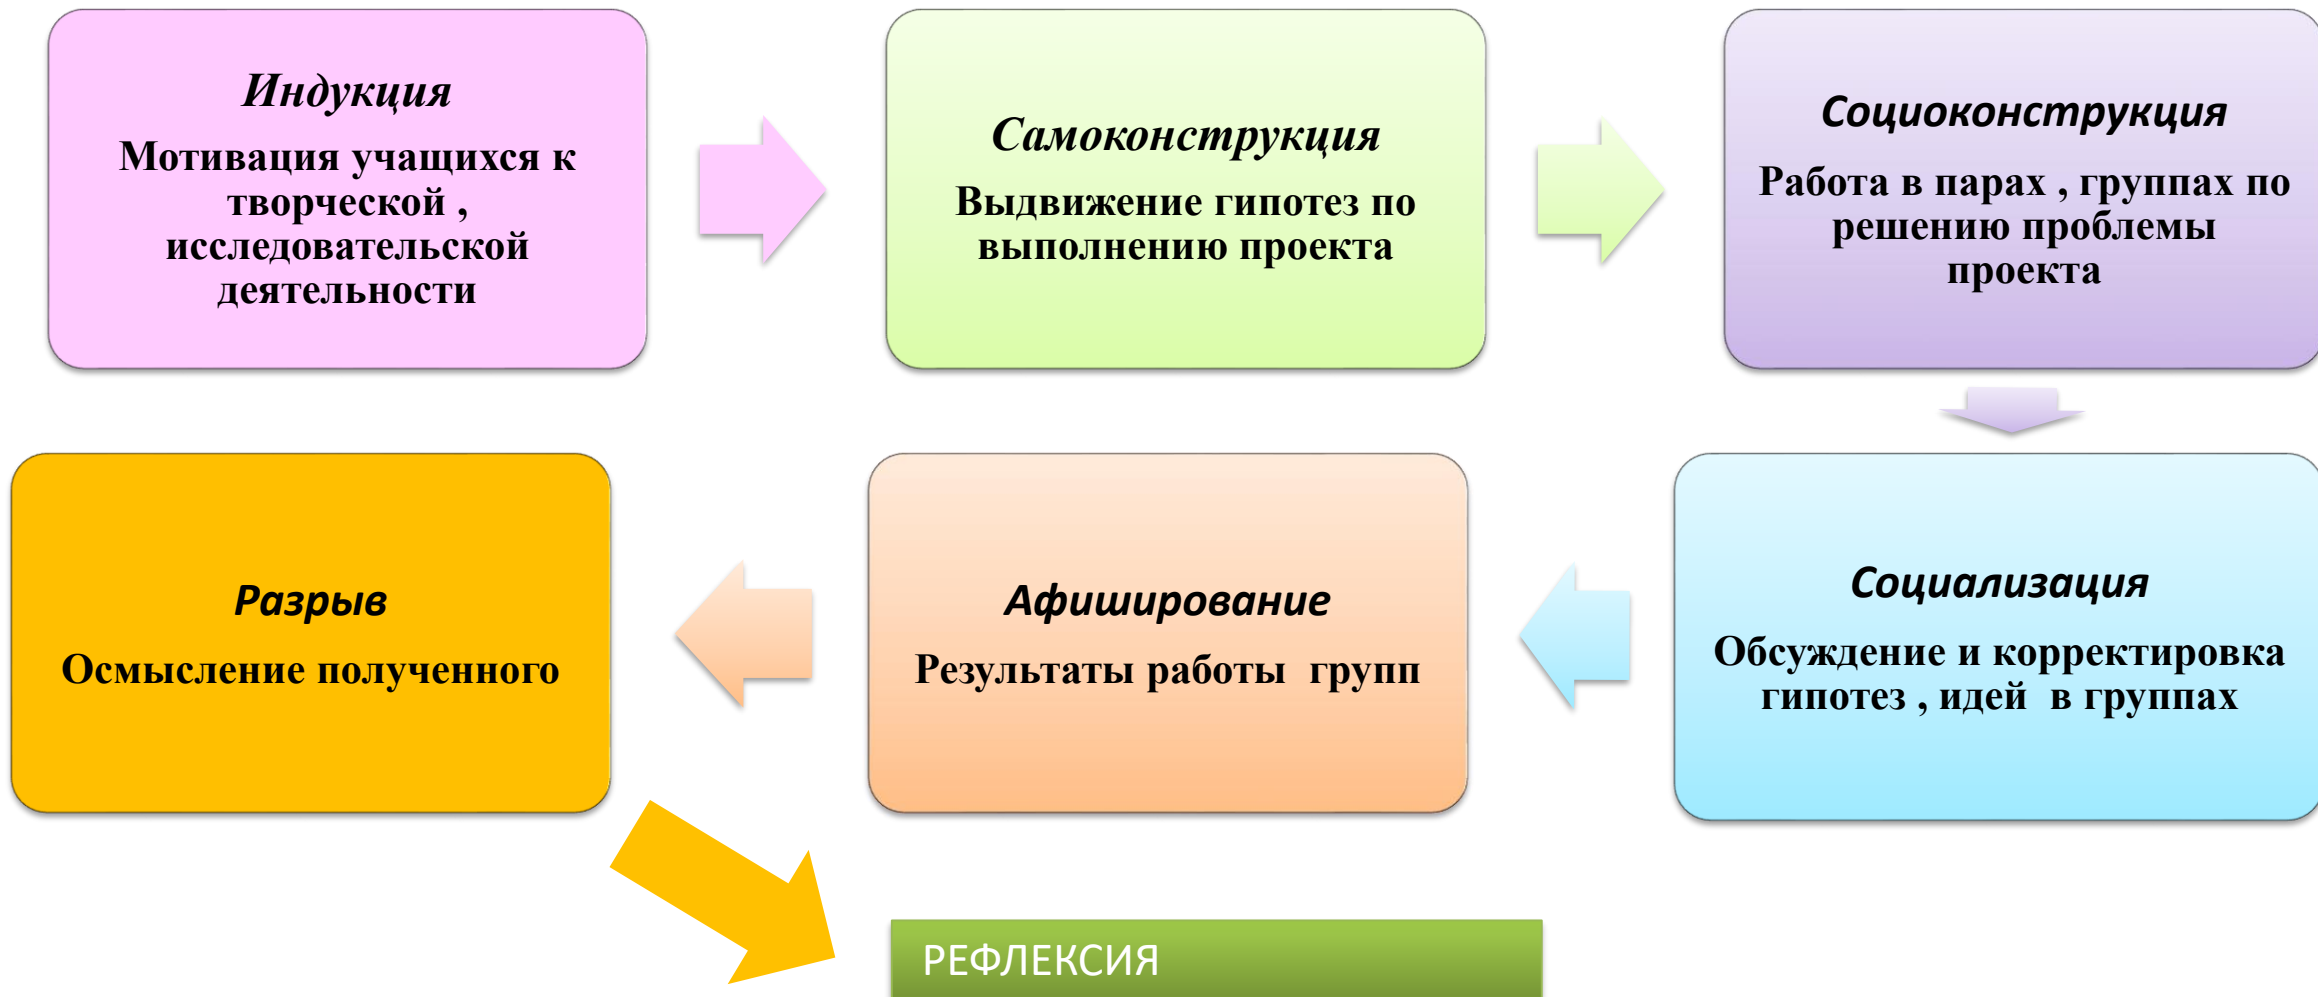 Индукция
Мотивация учащихся к
творческой ,
исследовательской
деятельности
Самоконструкция
Выдвижение гипотез по
выполнению проекта
Социоконструкция
Работа в парах , группах по
решению проблемы
проекта
Социализация
Обсуждение и корректировка
гипотез , идей  в группах
Афиширование
Результаты работы  групп
Разрыв
Осмысление полученного
РЕФЛЕКСИЯ